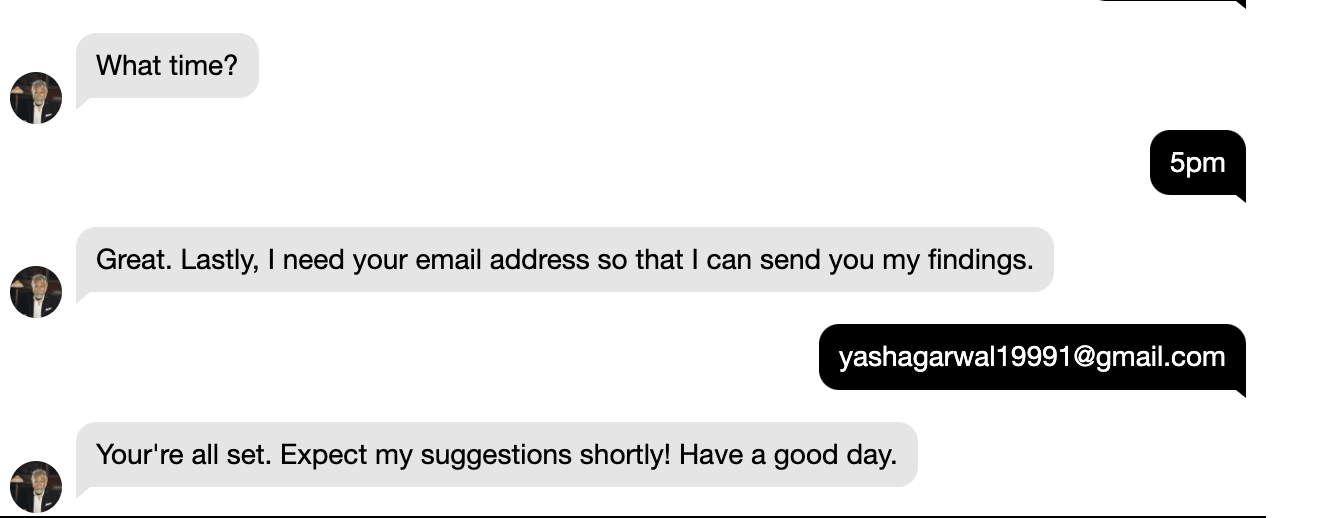 What time?
5pm
Great. Lastly, I need your email address so that I can send you my findings.
yashagarwal19991@gmail.com
Your're all set. Expect my suggestions shortly! Have a good day.